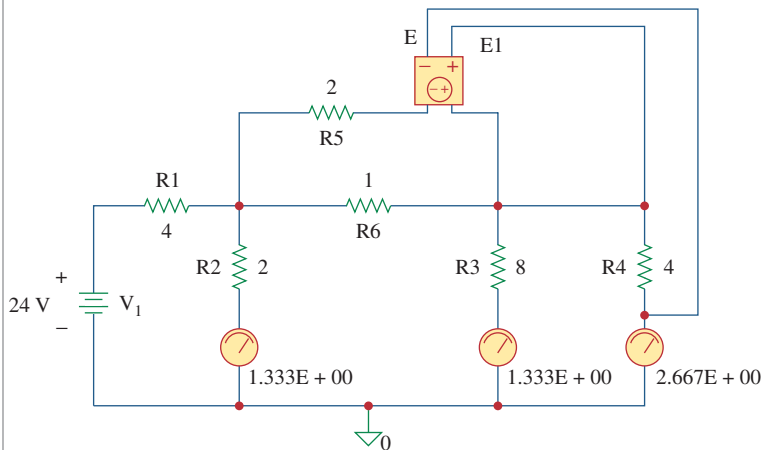 E
E1
− +
− +
2
R5
R1
4
1
R6
R2 2
R3 8
R4 4
+
24 V V1
−
1.333E + 00
1.333E + 00
2.667E + 00
0